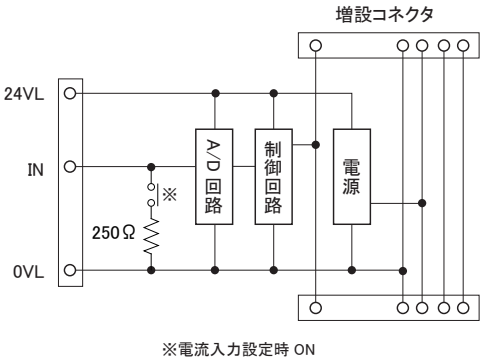 増設コネクタ
24VL
A/D回路
制御回路
電源
IN
※
250Ω
0VL
※電流入力設定時 ON